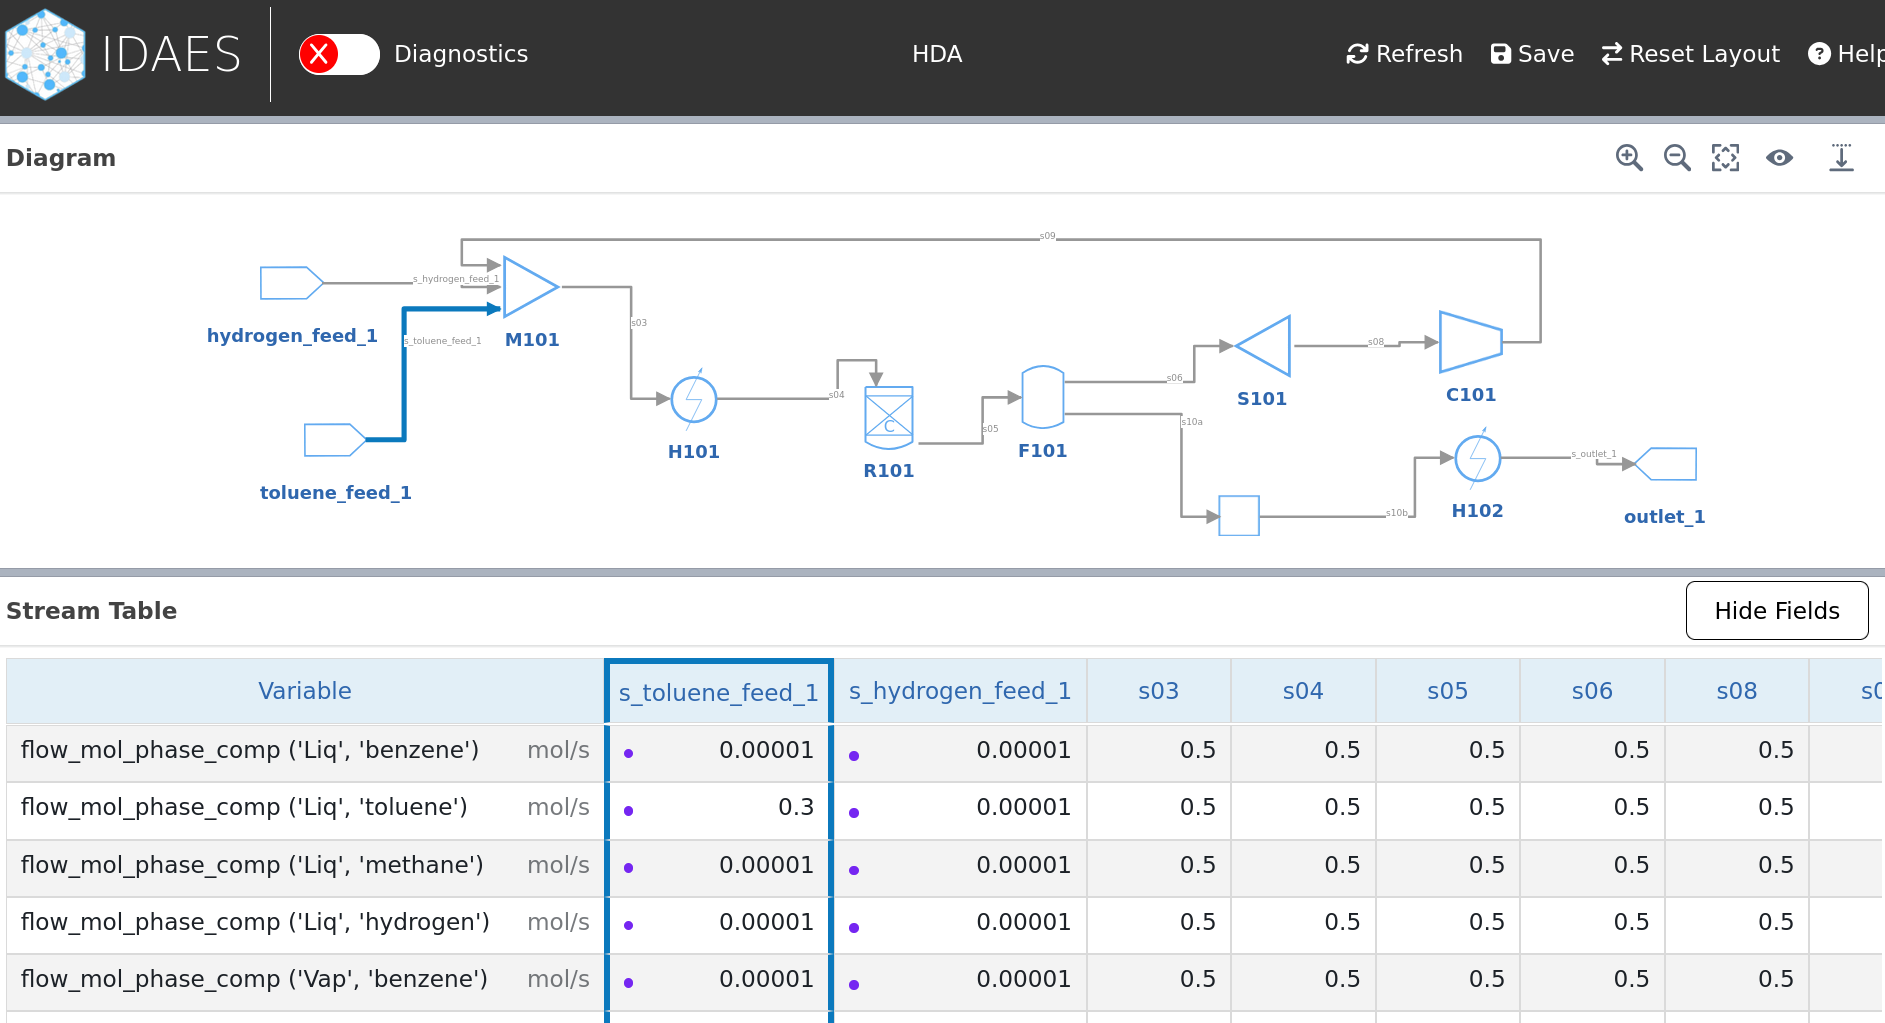 IDAES
Diagnostics
HDA
Refresh
Save
Reset Layout
Help
Diagram
s09
s_hydrogen_feed_1
hydrogen_feed_1
s_toluene_feed_1
M101
s03
toluene_feed_1
H101
s04
C
R101
s05
F101
s06
s10a
S101
s08
C101
s10b
H102
s_outlet_1
outlet_1
Stream Table
Hide Fields
Variable s_toluene_feed_1 s_hydrogen_feed_1 s03 s04 s05 s06 s08 s0
flow_mol_phase_comp ('Liq', 'benzene') mol/s 0.00001 0.00001 0.5 0.5 0.5 0.5 0.5
flow_mol_phase_comp ('Liq', 'toluene') mol/s 0.3 0.00001 0.5 0.5 0.5 0.5 0.5
flow_mol_phase_comp ('Liq', 'methane') mol/s 0.00001 0.00001 0.5 0.5 0.5 0.5 0.5
flow_mol_phase_comp ('Liq', 'hydrogen') mol/s 0.00001 0.00001 0.5 0.5 0.5 0.5 0.5
flow_mol_phase_comp ('Vap', 'benzene') mol/s 0.00001 0.00001 0.5 0.5 0.5 0.5 0.5